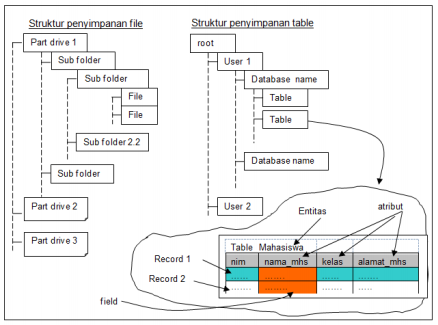 Struktur penyimpanan file
Part drive 1
Sub folder
Sub folder
File
File
Sub folder 2.2
Sub folder
Part drive 2
Part drive 3
Struktur penyimpanan table
root
User 1
Database name
Table
Table
Database name
User 2
Entitas
atribut
Table Mahasiswa
nim nama_mhs kelas alamat_mhs
Record 1
Record 2
field